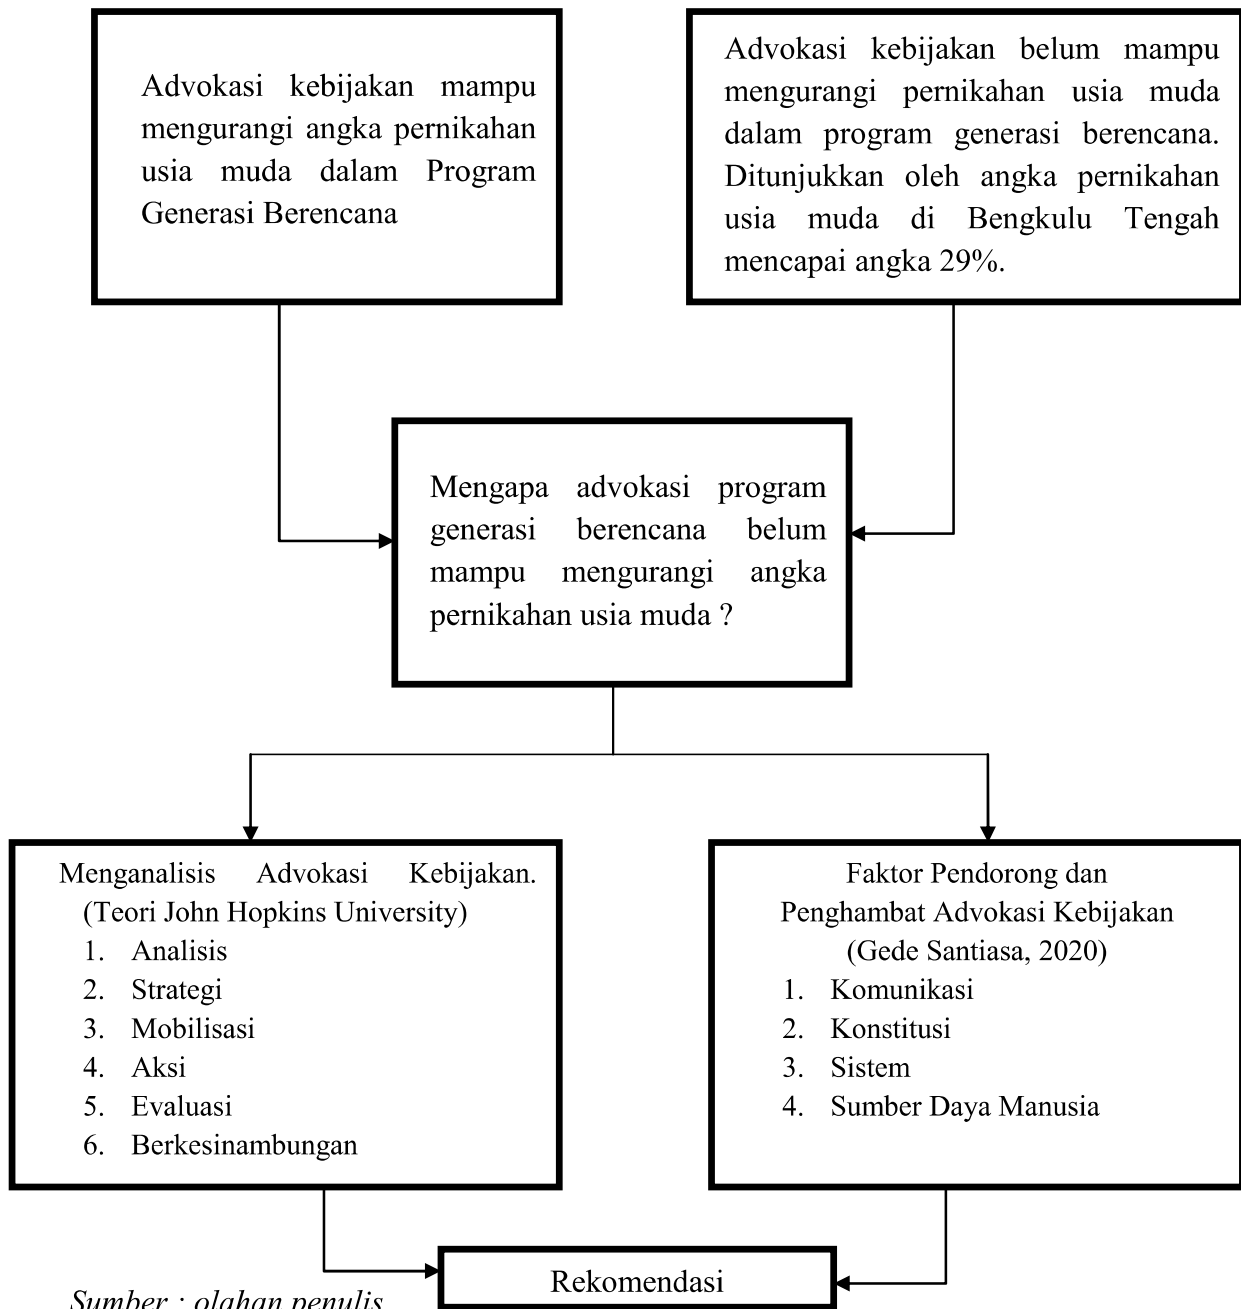 Advokasi kebijakan mampu
mengurangi angka pernikahan
usia muda dalam Program
Generasi Berencana
Advokasi kebijakan belum mampu
mengurangi pernikahan usia muda
dalam program generasi berencana.
Ditunjukkan oleh angka pernikahan
usia muda di Bengkulu Tengah
mencapai angka 29%.
Mengapa advokasi program
generasi berencana belum
mampu mengurangi angka
pernikahan usia muda ?
Menganalisis Advokasi Kebijakan.
(Teori John Hopkins University)
1. Analisis
2. Strategi
3. Mobilisasi
4. Aksi
5. Evaluasi
6. Berkesinambungan
Faktor Pendorong dan
Penghambat Advokasi Kebijakan
(Gede Santiasa, 2020)
1. Komunikasi
2. Konstitusi
3. Sistem
4. Sumber Daya Manusia
Rekomendasi
Sumber : olahan penulis